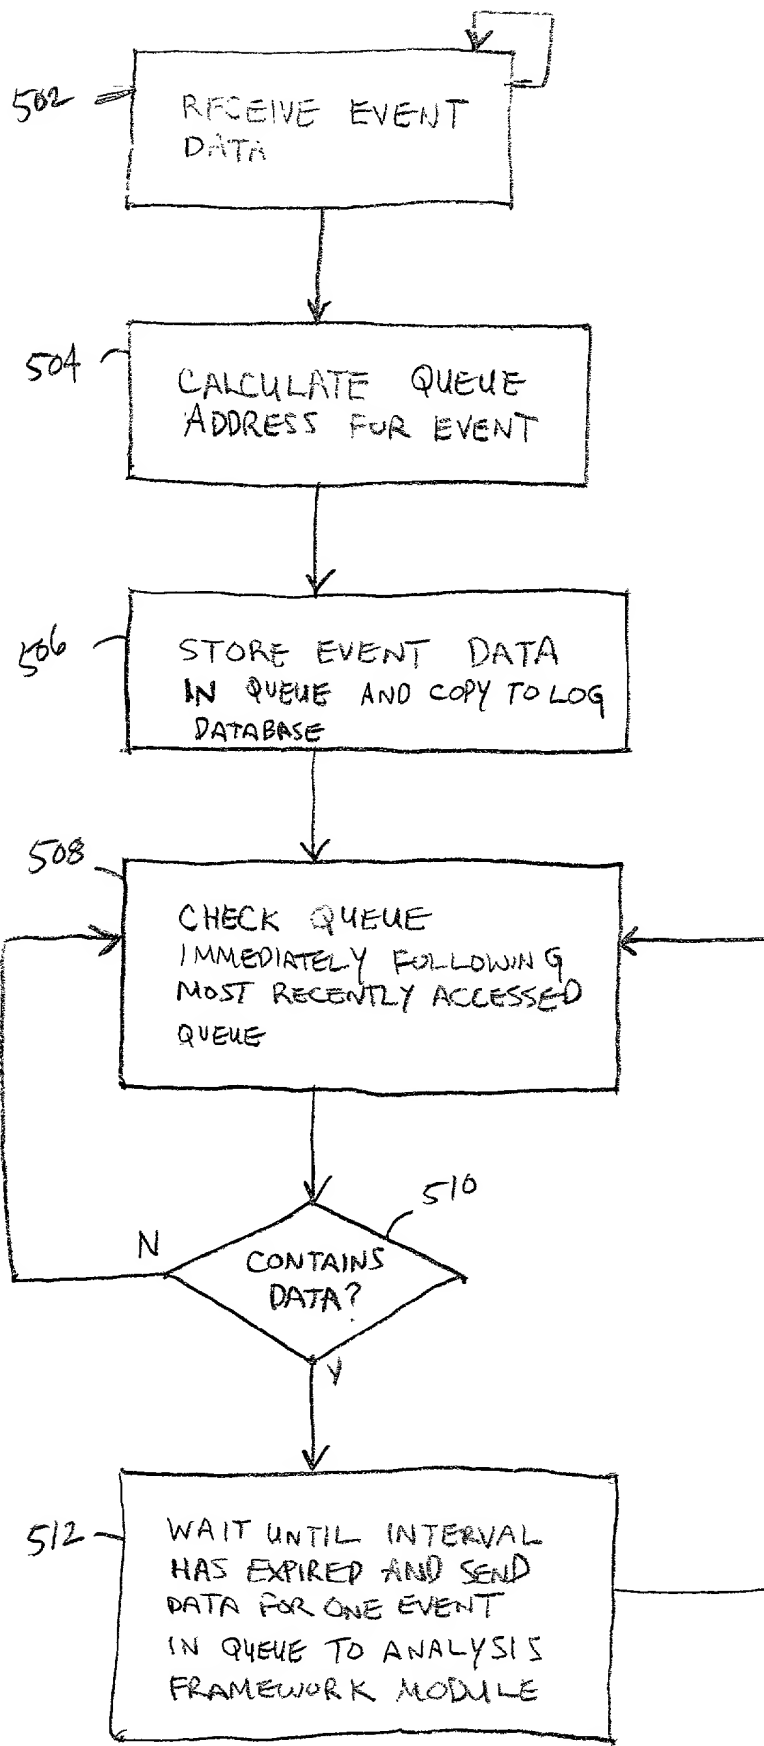 502
RECEIVE EVENT
DATA
504
CALCULATE QUEUE
ADDRESS FOR EVENT
506
STORE EVENT DATA
IN QUEUE AND COPY TO LOG
DATABASE
508
CHECK QUEUE
IMMEDIATELY FOLLOWING
MOST RECENTLY ACCESSED
QUEUE
510
N
CONTAINS
DATA?
Y
512
WAIT UNTIL INTERVAL
HAS EXPIRED AND SEND
DATA FOR ONE EVENT
IN QUEUE TO ANALYSIS
FRAMEWORK MODULE